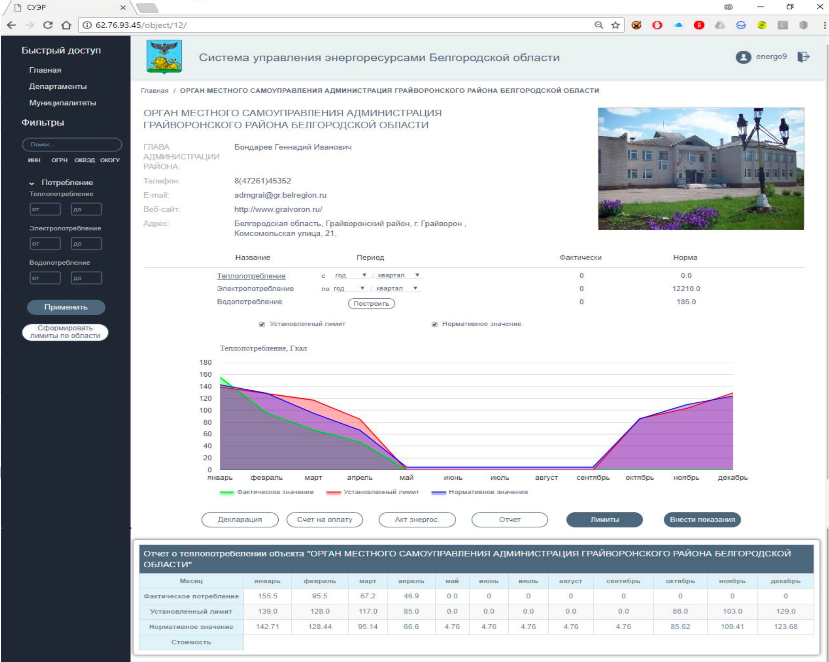 СУЭР
62.76.93.45/object/12/
Быстрый доступ
Главная
Департаменты
Муниципалитеты
Фильтры
Поиск...
ИНН ОГРН ОКВЭД ОКОГУ
Потребление
Теплопотребление
от до
Электропотребление
от до
Водопотребление
от до
Применить
Сформировать
лимиты по области
Система управления энергоресурсами Белгородской области
energo9
Главная / ОРГАН МЕСТНОГО САМОУПРАВЛЕНИЯ АДМИНИСТРАЦИЯ ГРАЙВОРОНСКОГО РАЙОНА БЕЛГОРОДСКОЙ ОБЛАСТИ
ОРГАН МЕСТНОГО САМОУПРАВЛЕНИЯ АДМИНИСТРАЦИЯ
ГРАЙВОРОНСКОГО РАЙОНА БЕЛГОРОДСКОЙ ОБЛАСТИ
ГЛАВА АДМИНИСТРАЦИИ РАЙОНА: Бондарев Геннадий Иванович
Телефон: 8(47261)45352
E-mail: admgrai@gr.belregion.ru
Веб-сайт: http://www.graivoron.ru/
Адрес: Белгородская область, Грайворонский район, г. Грайворон ,
Комсомольская улица, 21,
Название Период Фактически Норма
Теплопотребление с год : квартал 0 0.0
Электропотребление по год : квартал 0 12210.0
Водопотребление Построить 0 185.0
Установленный лимит Нормативное значение
Теплопотребление, Гкал
180
160
140
120
100
80
60
40
20
0
январь февраль март апрель май июнь июль август сентябрь октябрь ноябрь декабрь
Фактическое значение Установленный лимит Нормативное значение
Декларация Счет на оплату Акт энергос. Отчет Лимиты Внести показания
Отчет о теплопотреблении объекта "ОРГАН МЕСТНОГО САМОУПРАВЛЕНИЯ АДМИНИСТРАЦИЯ ГРАЙВОРОНСКОГО РАЙОНА БЕЛГОРОДСКОЙ
ОБЛАСТИ"
Месяц январь февраль март апрель май июнь июль август сентябрь октябрь ноябрь декабрь
Фактическое потребление 155.5 95.5 67.2 46.9 0.0 0 0 0 0 0 0 0
Установленный лимит 139.0 128.0 117.0 85.0 0.0 0.0 0.0 0.0 0.0 86.0 103.0 129.0
Нормативное значение 142.71 128.44 95.14 66.6 4.76 4.76 4.76 4.76 4.76 85.62 109.41 123.68
Стоимость